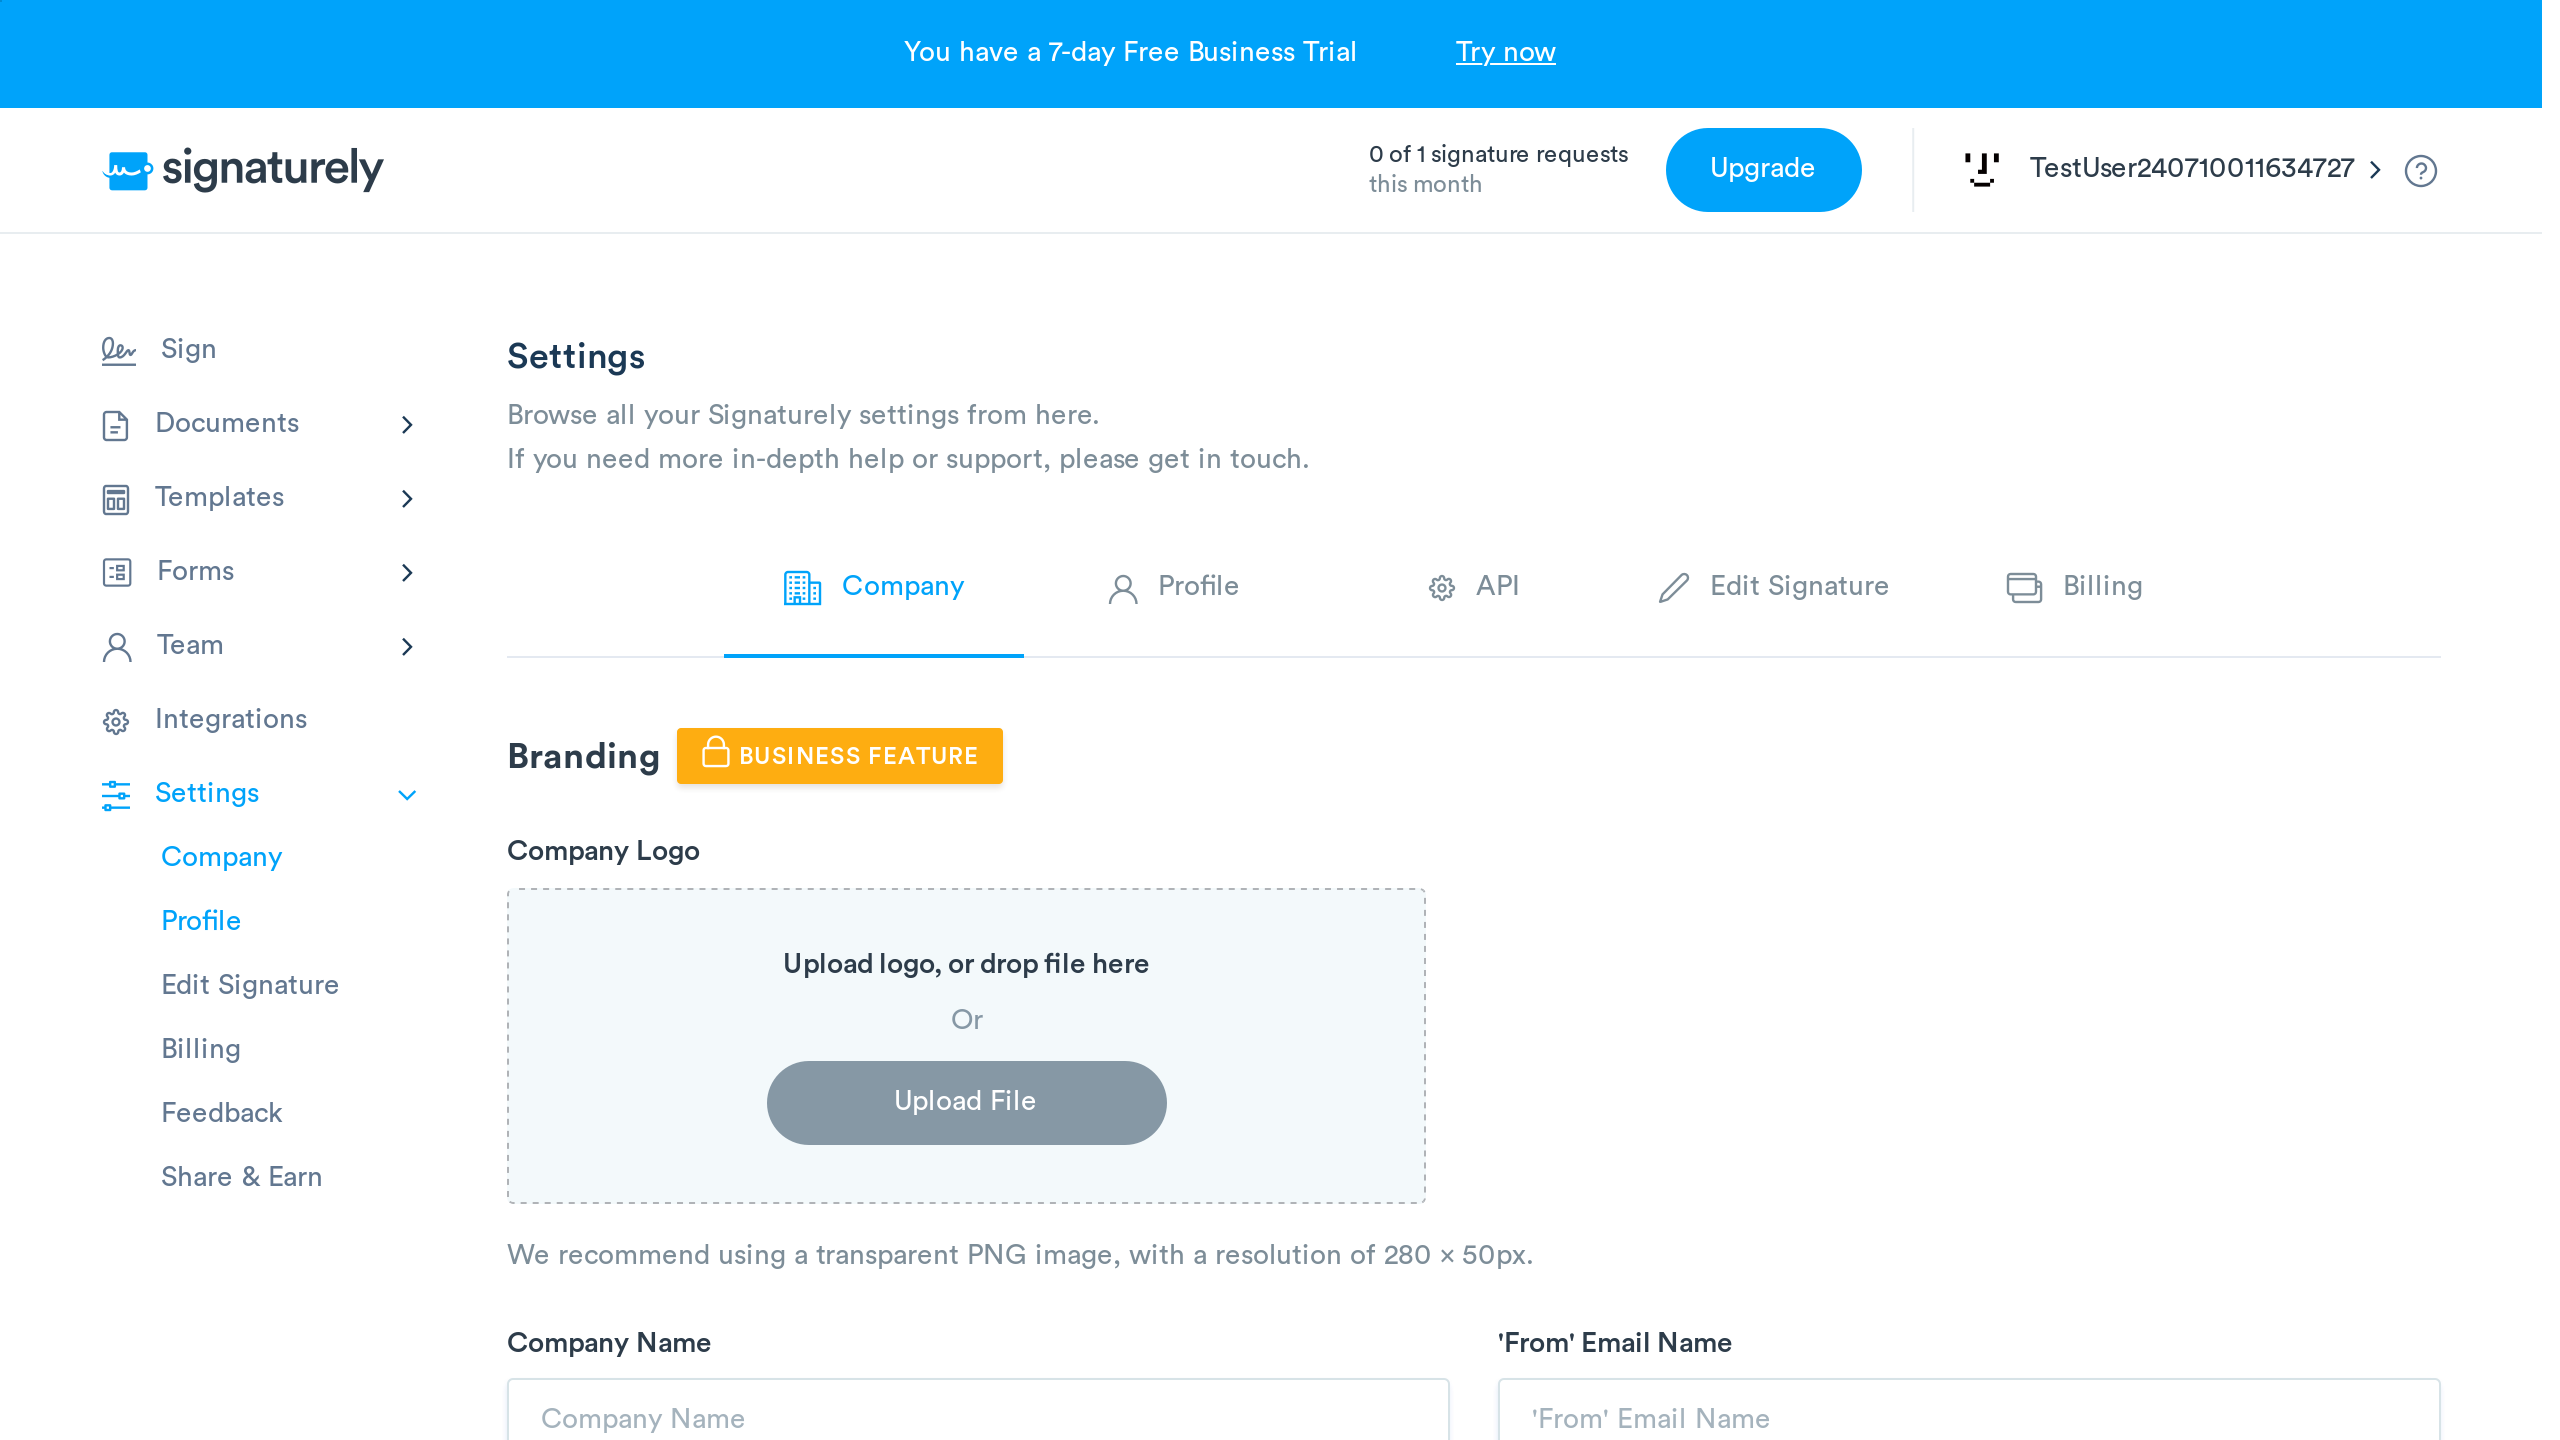 You have a 7-day Free Business Trial Try now
signaturely
0 of 1 signature requests
this month
Upgrade
TestUser240710011634727
Sign
Documents
Templates
Forms
Team
Integrations
Settings
Company
Profile
Edit Signature
Billing
Feedback
Share & Earn
Settings
Browse all your Signaturely settings from here.
If you need more in-depth help or support, please get in touch.
Company Profile API Edit Signature Billing
Branding BUSINESS FEATURE
Company Logo
Upload logo, or drop file here
Or
Upload File
We recommend using a transparent PNG image, with a resolution of 280 × 50px.
Company Name
Company Name
'From' Email Name
'From' Email Name